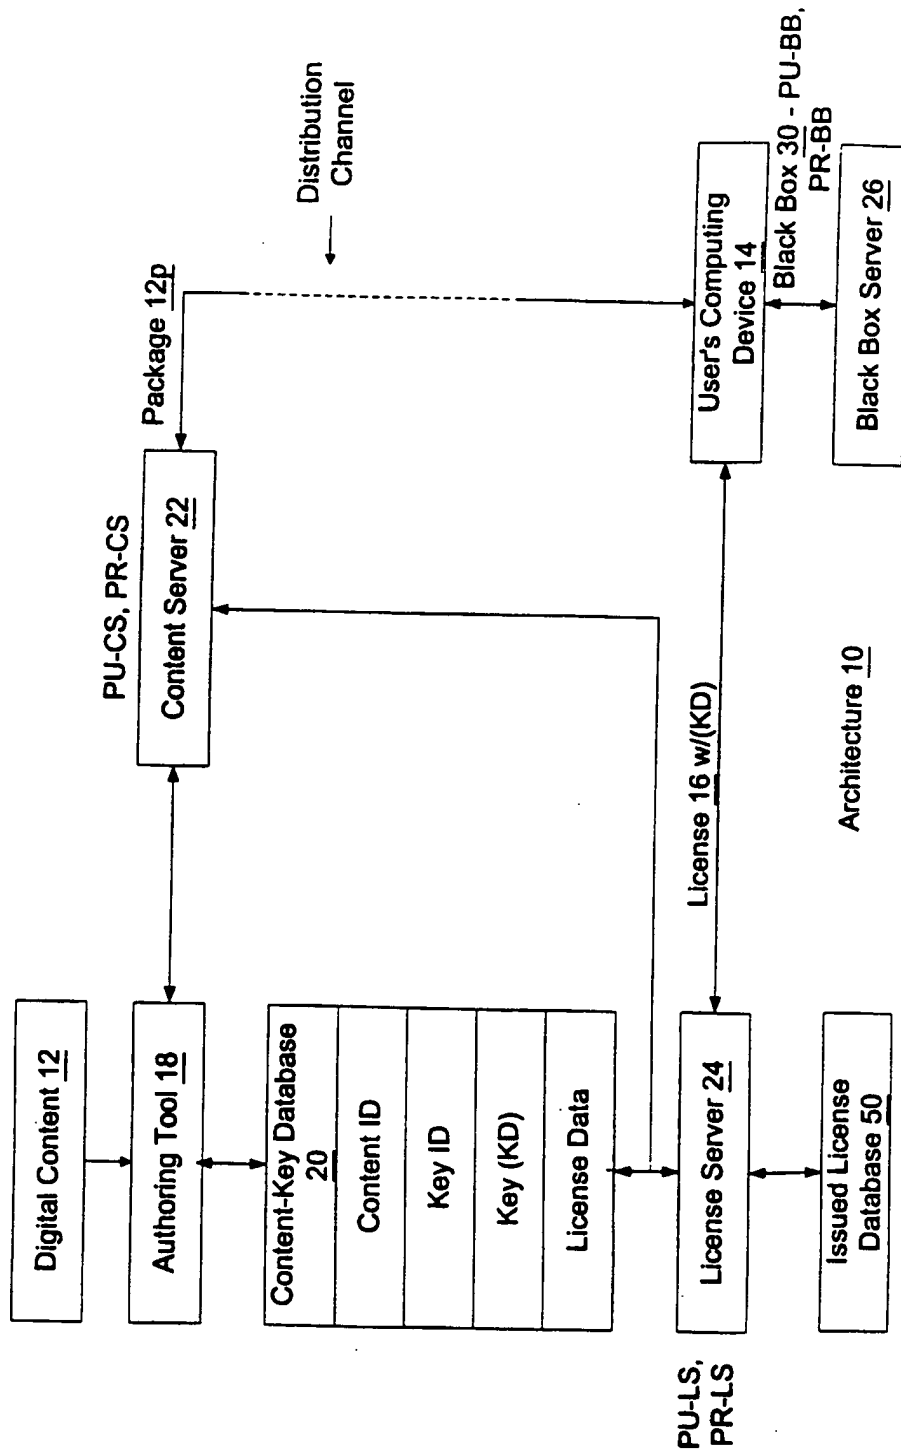 Digital Content 12
Authoring Tool 18
Content-Key Database
20
Content ID
Key ID
Key (KD)
License Data
PU-LS,
PR-LS
License Server 24
Issued License
Database 50
PU-CS, PR-CS
Content Server 22
Package 12p
Distribution
Channel
License 16 w/(KD)
User's Computing
Device 14
Black Box 30 - PU-BB,
PR-BB
Black Box Server 26
Architecture 10